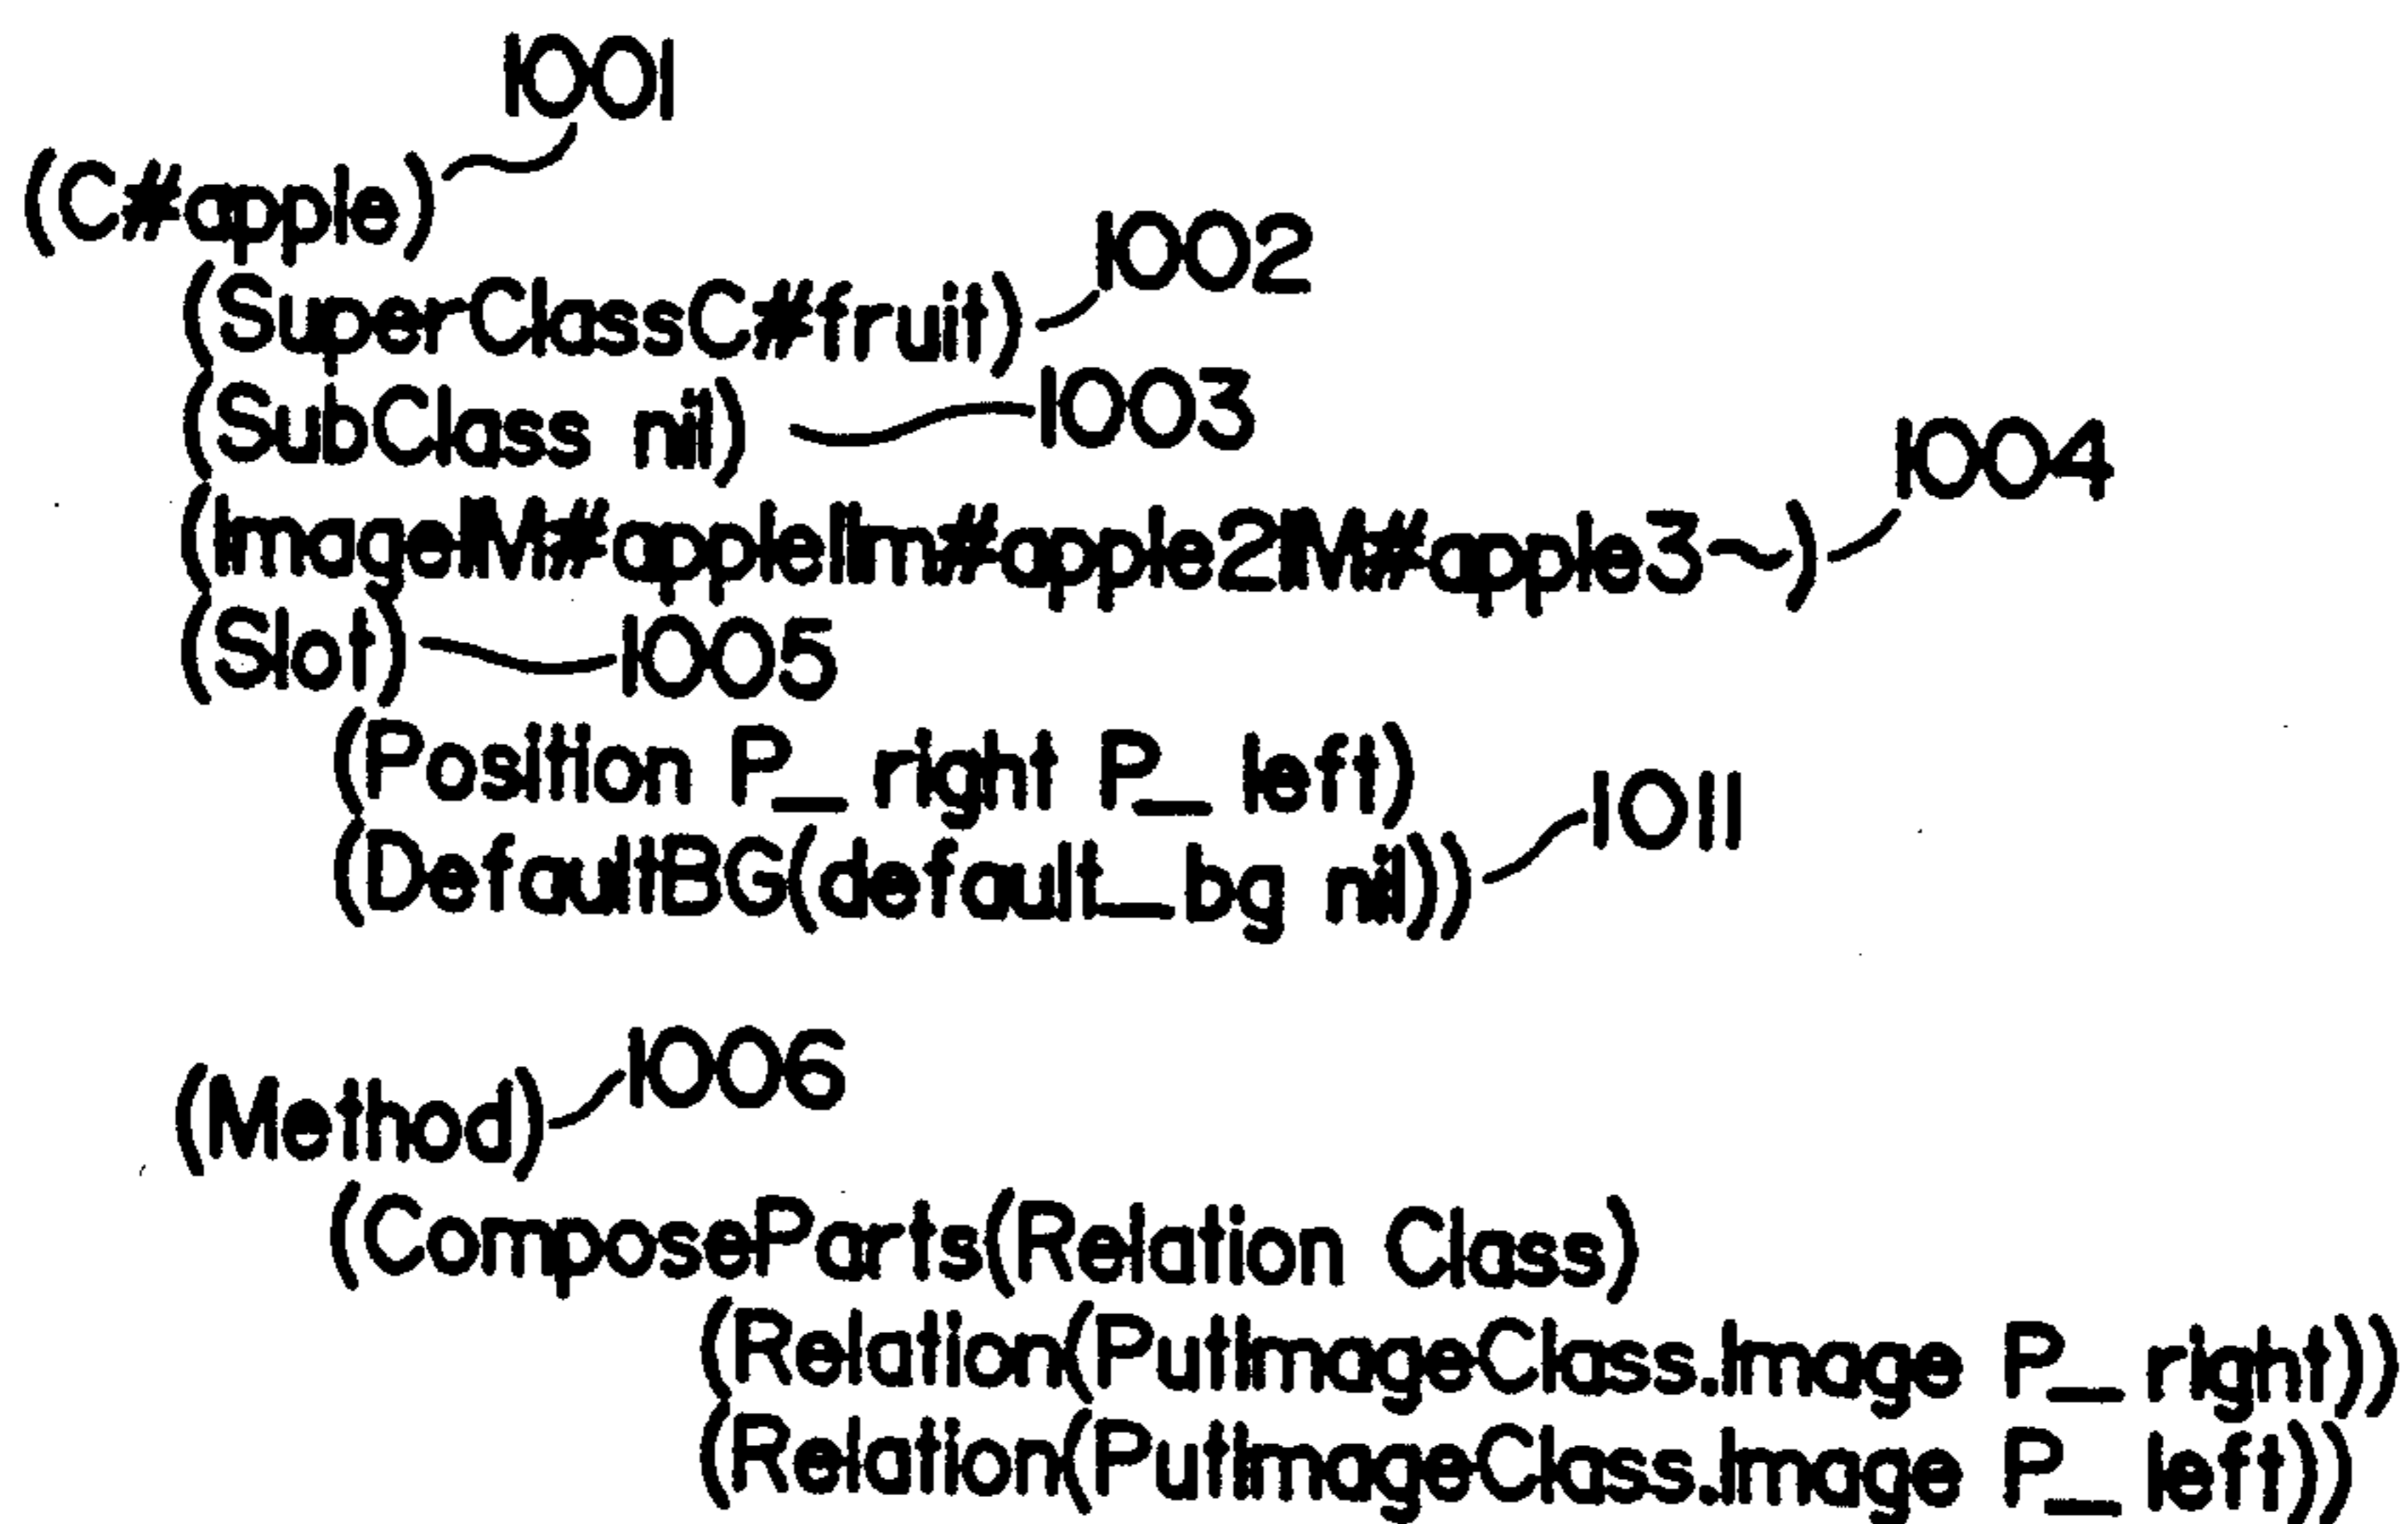 1001
(C#apple)
1002
(SuperClassC#fruit)
(SubClass nil)
1003
1004
(ImageIM#apple1Im#apple2IM#apple3~)
(Slot)
1005
(Position P_ right P_ left)
1011
(DefaultBG(default_bg nil))
1006
(Method)
(ComposeParts(Relation Class)
(Relation(PutImageClass.Image P_ right))
(Relation(PutImageClass.Image P_ left))